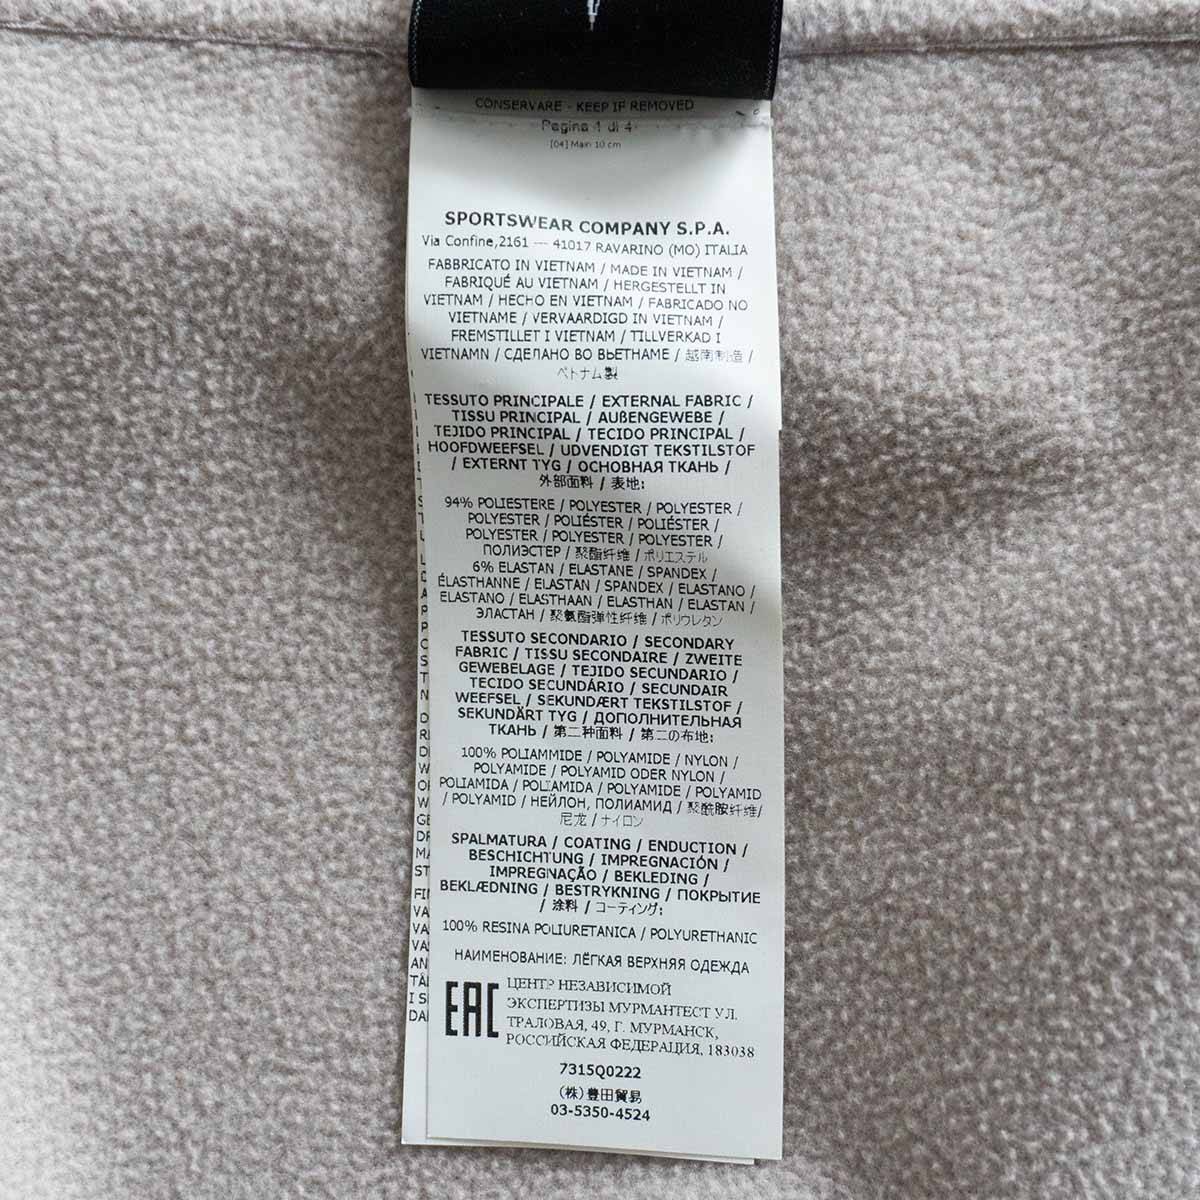 CONSERVARE - KEEP IF REMOVED
Pagina 1 di 4
[04] Main 10 cm
SPORTSWEAR COMPANY S.P.A.
Via Confine,2161 --- 41017 RAVARINO (MO) ITALIA
FABBRICATO IN VIETNAM / MADE IN VIETNAM /
FABRIQUÉ AU VIETNAM / HERGESTELLT IN
VIETNAM / HECHO EN VIETNAM / FABRICADO NO
VIETNAME / VERVAARDIGD IN VIETNAM /
FREMSTILLET I VIETNAM / TILLVERKAD I
VIETNAMN / СДЕЛАНО ВО ВЬЕТНАМЕ / 越南制造 /
ベトナム製
TESSUTO PRINCIPALE / EXTERNAL FABRIC /
TISSU PRINCIPAL / AUßENGEWEBE /
TEJIDO PRINCIPAL / TECIDO PRINCIPAL /
HOOFDWEEFSEL / UDVENDIGT TEKSTILSTOF
/ EXTERNT TYG / ОСНОВНАЯ ТКАНЬ /
外部面料 / 表地:
94% POLIESTERE / POLYESTER / POLYESTER /
POLYESTER / POLIÉSTER / POLIÉSTER /
POLYESTER / POLYESTER / POLYESTER /
ПОЛИЭСТЕР / 聚酯纤维 / ポリエステル
6% ELASTAN / ELASTANE / SPANDEX /
ÉLASTHANNE / ELASTAN / SPANDEX / ELASTANO /
ELASTANO / ELASTHAAN / ELASTHAN / ELASTAN /
ЭЛАСТАН / 聚氨酯弹性纤维 / ポリウレタン
TESSUTO SECONDARIO / SECONDARY
FABRIC / TISSU SECONDAIRE / ZWEITE
GEWEBELAGE / TEJIDO SECUNDARIO /
TECIDO SECUNDÁRIO / SECUNDAIR
WEEFSEL / SEKUNDÆRT TEKSTILSTOF /
SEKUNDÄRT TYG / ДОПОЛНИТЕЛЬНАЯ
ТКАНЬ / 第二种面料 / 第二の布地:
100% POLIAMMIDE / POLYAMIDE / NYLON /
POLYAMIDE / POLYAMID ODER NYLON /
POLIAMIDA / POLIAMIDA / POLYAMIDE / POLYAMID
/ POLYAMID / НЕЙЛОН, ПОЛИАМИД / 聚酰胺纤维/
尼龙 / ナイロン
SPALMATURA / COATING / ENDUCTION /
BESCHICHTUNG / IMPREGNACIÓN /
IMPREGNAÇÃO / BEKLEDING /
BEKLÆDNING / BESTRYKNING / ПОКРЫТИЕ
/ 涂料 / コーティング:
100% RESINA POLIURETANICA / POLYURETHANIC
НАИМЕНОВАНИЕ: ЛЁГКАЯ ВЕРХНЯЯ ОДЕЖДА
EAC
ЦЕНТР НЕЗАВИСИМОЙ
ЭКСПЕРТИЗЫ МУРМАНТЕСТ УЛ.
ТРАЛОВАЯ, 49, Г. МУРМАНСК,
РОССИЙСКАЯ ФЕДЕРАЦИЯ, 183038
7315Q0222
(株)豊田貿易
03-5350-4524